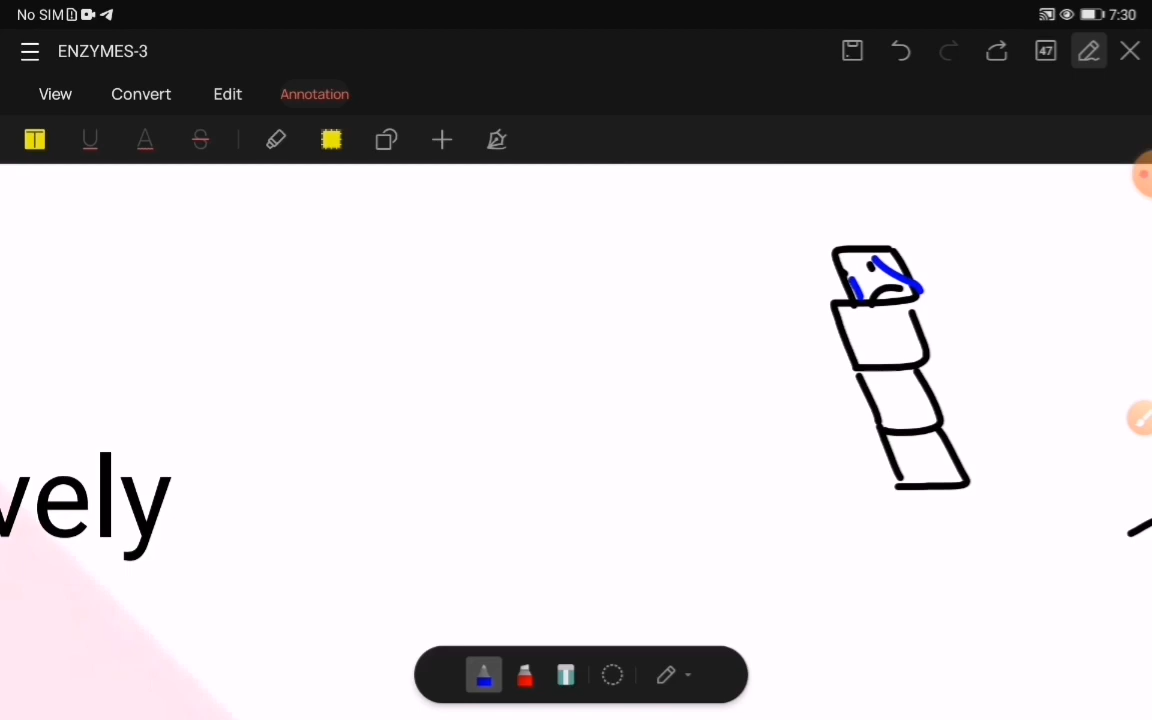 No SIM 7:30
ENZYMES-3 47
View Convert Edit Annotation
T U A S
vely